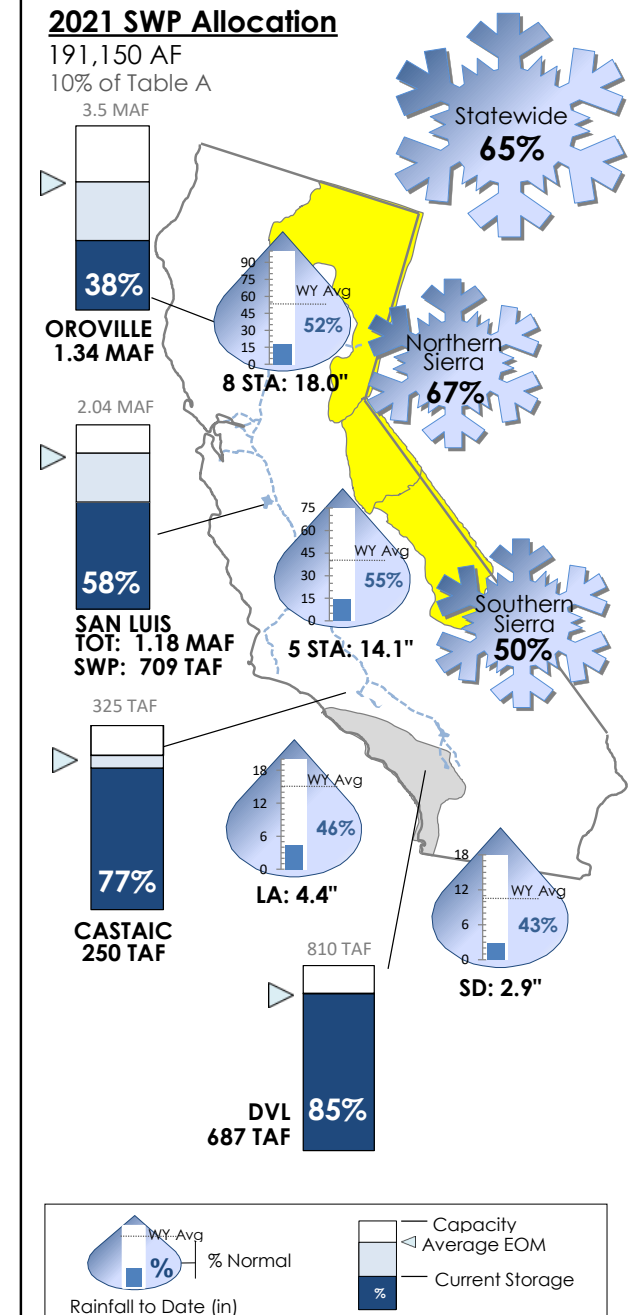 2021 SWP Allocation
191,150 AF
10% of Table A
3.5 MAF
38%
OROVILLE
1.34 MAF
Statewide
65%
90
75
60
45
30
15
0
WY Avg
52%
8 STA: 18.0"
Northern
Sierra
67%
2.04 MAF
58%
SAN LUIS
TOT: 1.18 MAF
SWP: 709 TAF
75
60
45
30
15
0
WY Avg
55%
5 STA: 14.1"
Southern
Sierra
50%
325 TAF
77%
CASTAIC
250 TAF
18
12
6
0
WY Avg
46%
LA: 4.4"
18
12
6
0
WY Avg
43%
SD: 2.9"
810 TAF
85%
DVL
687 TAF
WY Avg
%
% Normal
Rainfall to Date (in)
Capacity
Average EOM
Current Storage
%